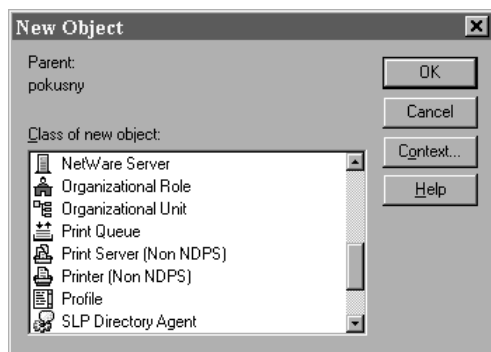 New Object
Parent:
pokusny
Class of new object:
NetWare Server
Organizational Role
Organizational Unit
Print Queue
Print Server (Non NDPS)
Printer (Non NDPS)
Profile
SLP Directory Agent
OK
Cancel
Context...
Help